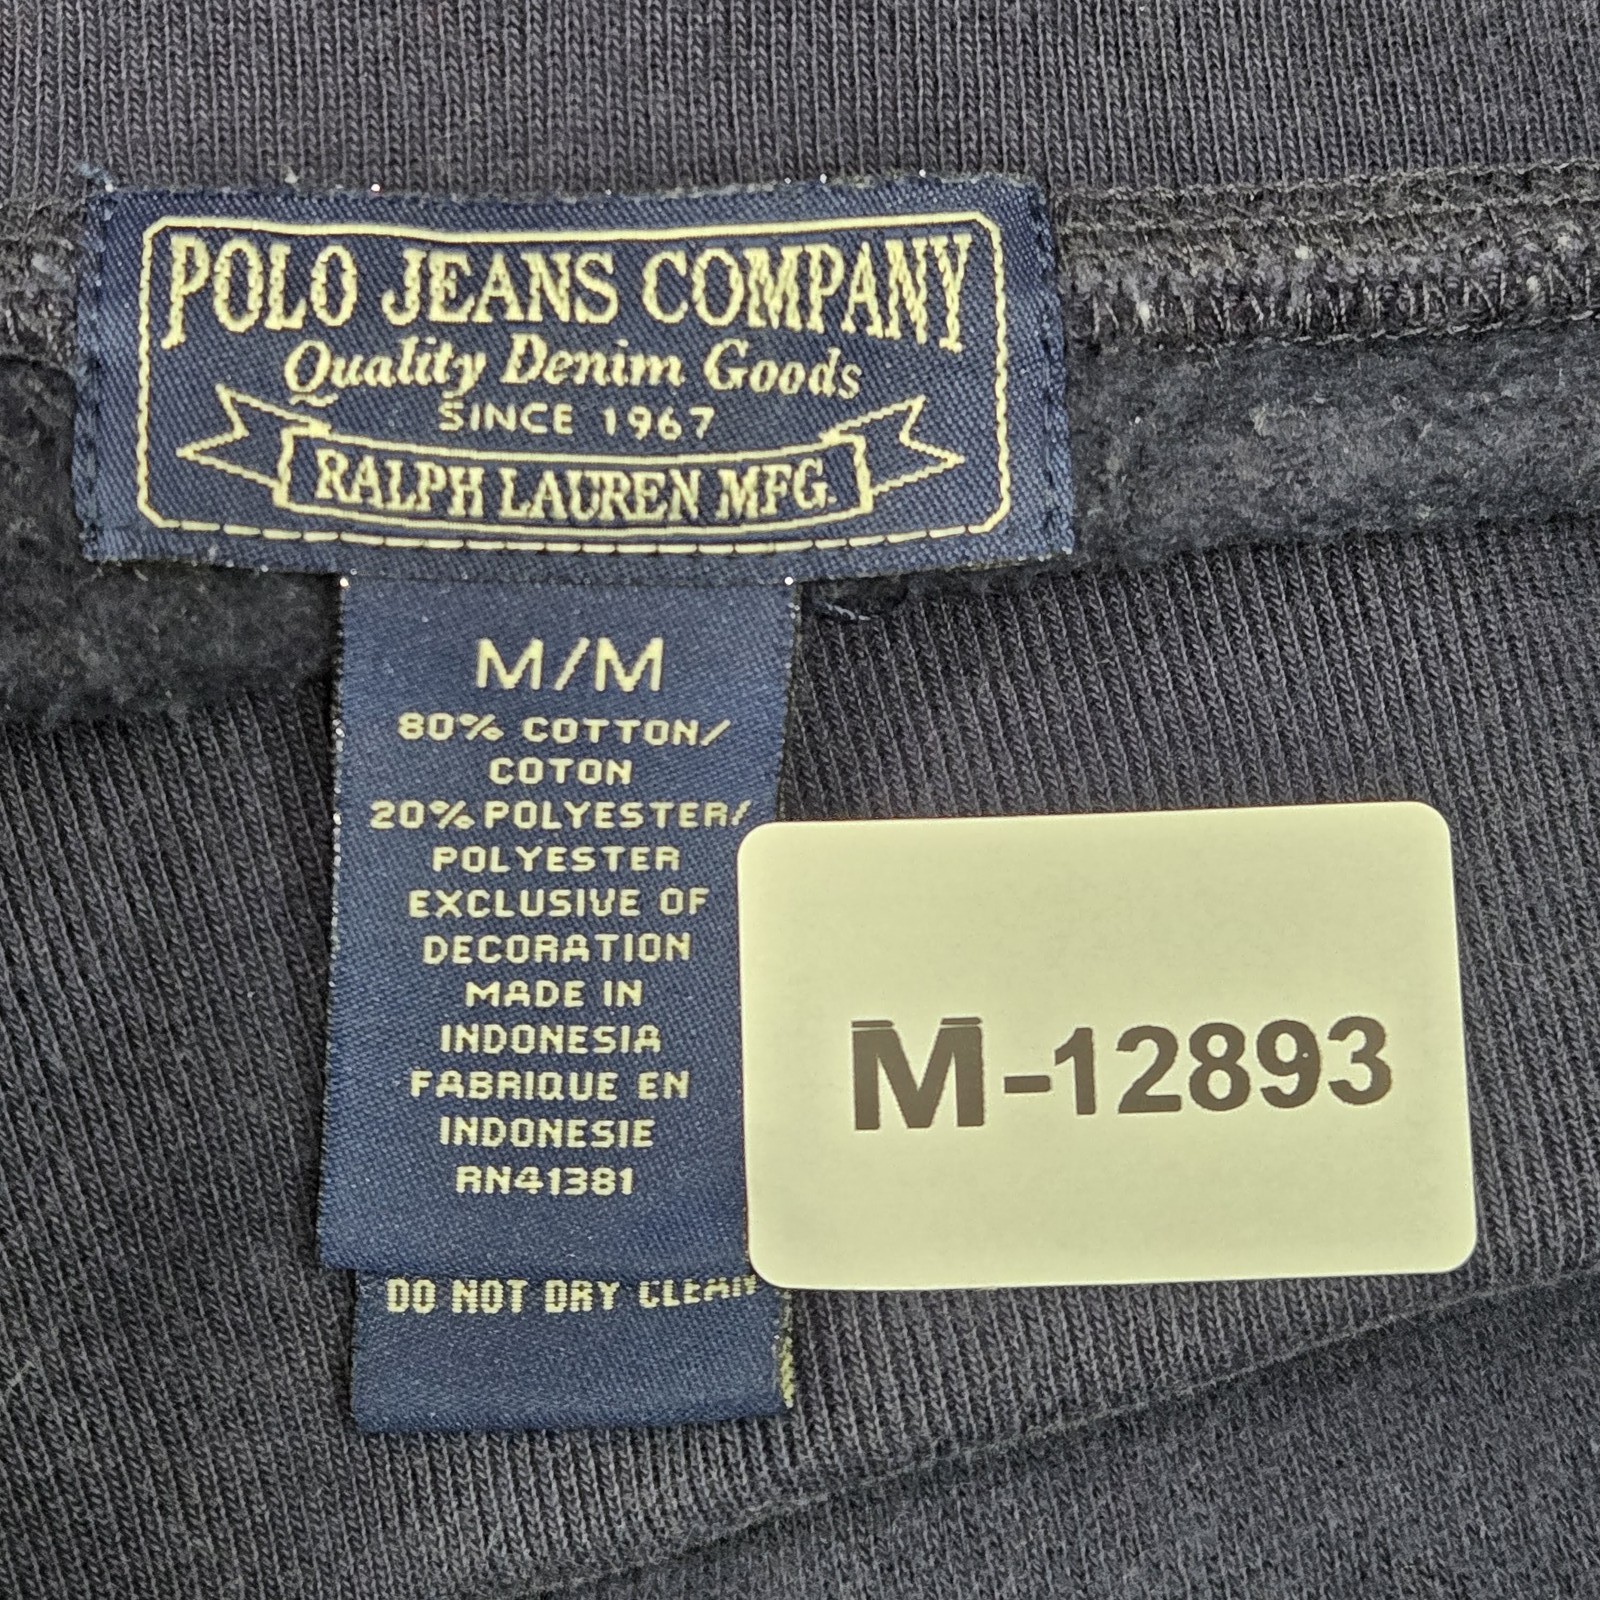 POLO JEANS COMPANY
Quality Denim Goods
SINCE 1967
RALPH LAUREN MFG.
M/M
80% COTTON/
COTON
20% POLYESTER/
POLYESTER
EXCLUSIVE OF
DECORATION
MADE IN
INDONESIA
FABRIQUE EN
INDONESIE
RN41381
DO NOT DRY CLEAN
M-12893